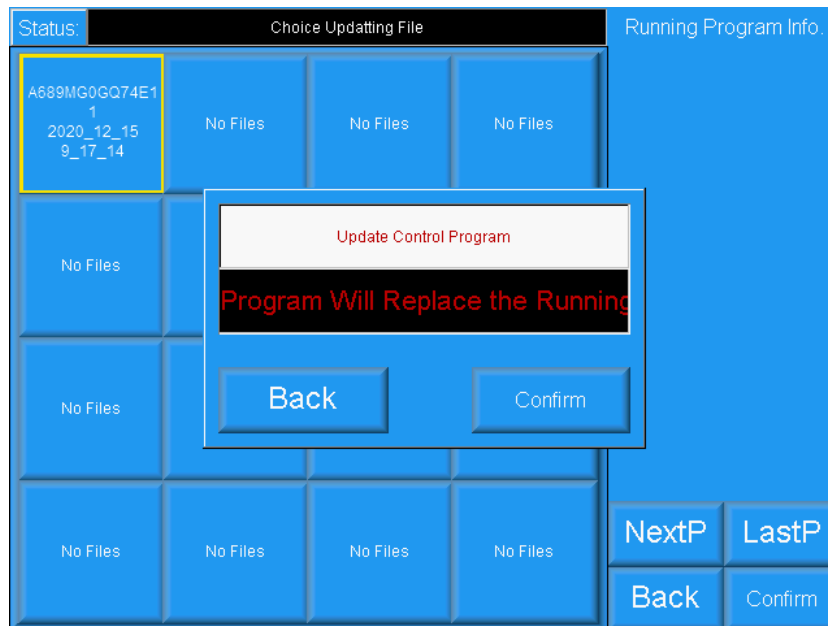 Status:
Choice Updatting File
Running Program Info.
A689MG0GQ74E1
1
2020_12_15
9_17_14
No Files
No Files
No Files
No Files
Update Control Program
Program Will Replace the Running
Back
Confirm
No Files
No Files
No Files
No Files
No Files
NextP
LastP
Back
Confirm